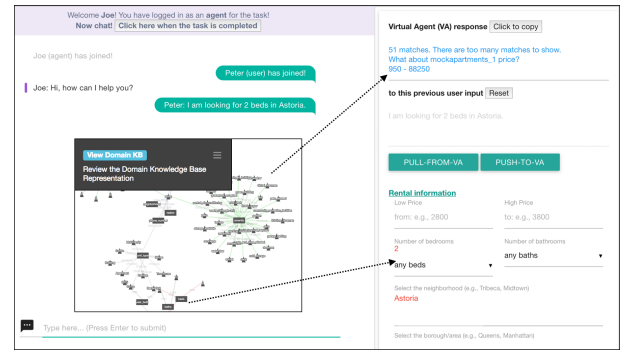 Welcome Joe! You have logged in as an agent for the task!
Now chat! Click here when the task is completed
Joe (agent) has joined!
Peter (user) has joined!
Joe: Hi, how can I help you?
Peter: I am looking for 2 beds in Astoria.
View Domain KB
Review the Domain Knowledge Base
Representation
Type here... (Press Enter to submit)
Virtual Agent (VA) response Click to copy
51 matches. There are too many matches to show.
What about mockapartments_1 price?
950 - 88250
to this previous user input Reset
I am looking for 2 beds in Astoria.
PULL-FROM-VA PUSH-TO-VA
Rental information
Low Price High Price
from: e.g., 2800 to: e.g., 3800
Number of bedrooms Number of bathrooms
2
any beds any baths
Select the neighborhood (e.g., Tribeca, Midtown)
Astoria
Select the borough/area (e.g., Queens, Manhattan)